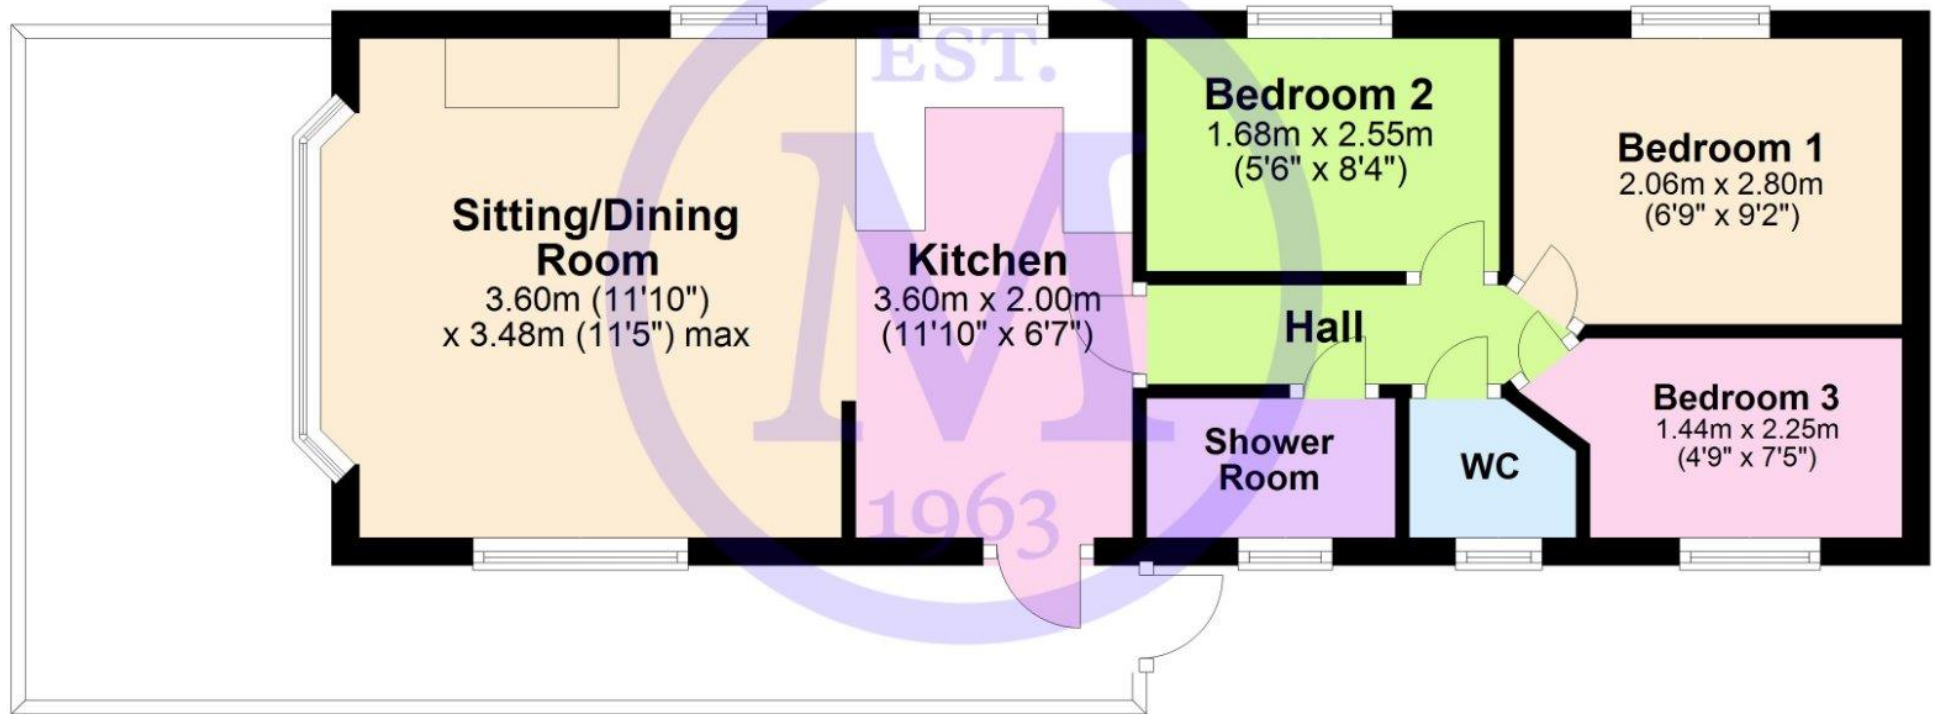 EST.
M
1963
Sitting/Dining
Room
3.60m (11'10")
x 3.48m (11'5") max
Kitchen
3.60m x 2.00m
(11'10" x 6'7")
Bedroom 2
1.68m x 2.55m
(5'6" x 8'4")
Bedroom 1
2.06m x 2.80m
(6'9" x 9'2")
Hall
Shower
Room
WC
Bedroom 3
1.44m x 2.25m
(4'9" x 7'5")